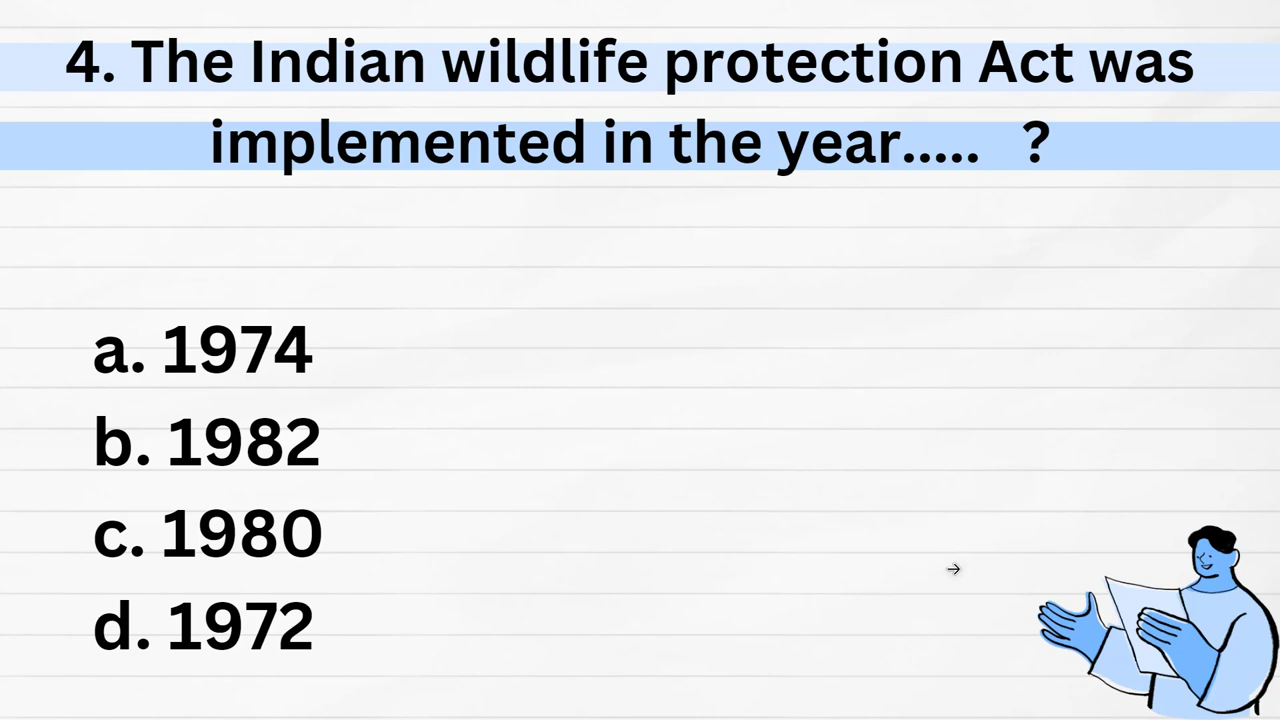 4. The Indian wildlife protection Act was
implemented in the year..... ?
a. 1974
b. 1982
c. 1980
d. 1972